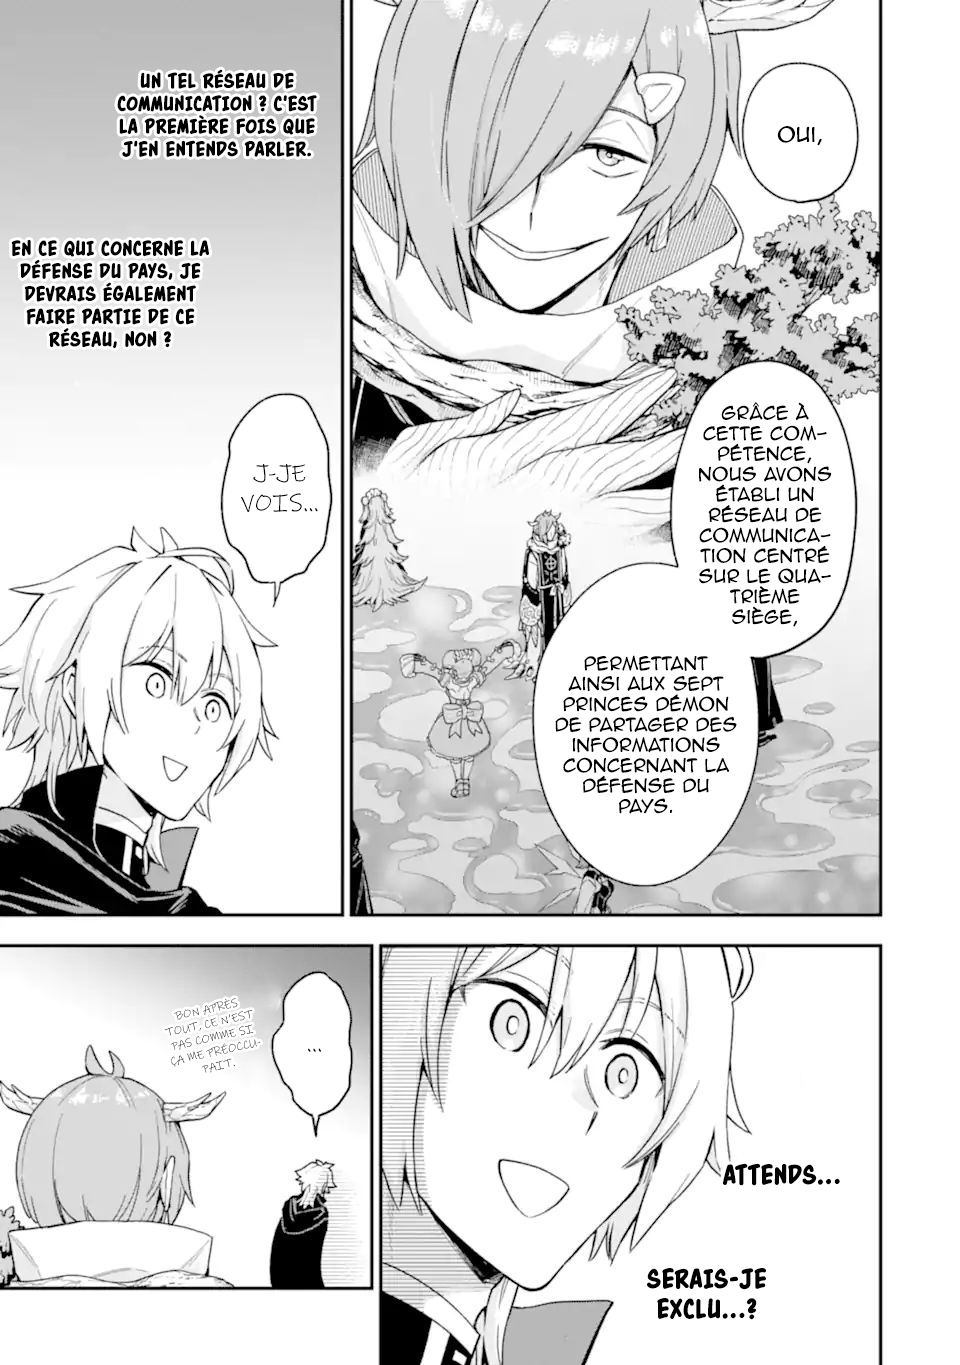 OUI,
GRÂCE À
CETTE COM-
PÉTENCE,
NOUS AVONS
ÉTABLI UN
RÉSEAU DE
COMMUNICA-
TION CENTRÉ
SUR LE QUA-
TRIÈME
SIÈGE,
PERMETTANT
AINSI AUX SEPT
PRINCES DÉMON
DE PARTAGER DES
INFORMATIONS
CONCERNANT LA
DÉFENSE DU
PAYS.
UN TEL RÉSEAU DE
COMMUNICATION ? C'EST
LA PREMIÈRE FOIS QUE
J'EN ENTENDS PARLER.
EN CE QUI CONCERNE LA
DÉFENSE DU PAYS, JE
DEVRAIS ÉGALEMENT
FAIRE PARTIE DE CE
RÉSEAU, NON ?
J-JE
VOIS...
ATTENDS...
SERAIS-JE
EXCLU...?
...
BON APRÈS
TOUT, CE N'EST
PAS COMME SI
ÇA ME PRÉOCCU-
PAIT.